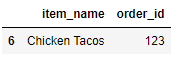 item_name order_id
6 Chicken Tacos 123